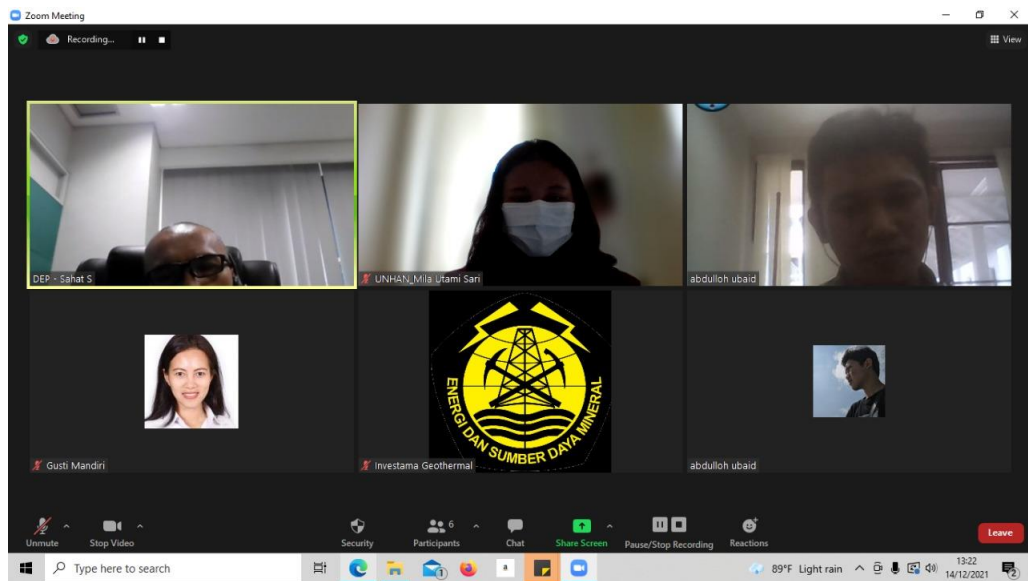 Zoom Meeting
Recording...
View
DEP - Sahat S
UNHAN_Mila Utami Sari
abdulloh ubaid
Gusti Mandiri
ENERGI DAN SUMBER DAYA MINERAL
Investama Geothermal
abdulloh ubaid
Unmute
Stop Video
Security
6
Participants
Chat
Share Screen
Pause/Stop Recording
Reactions
Leave
Type here to search
1
a
89°F Light rain
13:22
14/12/2021
2